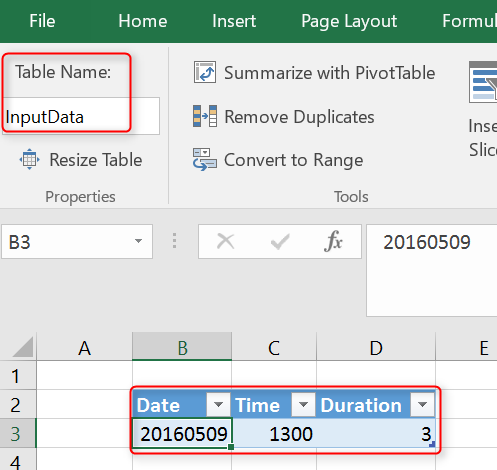 File Home Insert Page Layout Formul
Table Name: Summarize with PivotTable
InputData Remove Duplicates Inse
Resize Table Convert to Range Slic
Properties Tools
B3 fx 20160509
A B C D E
1
2 Date Time Duration
3 20160509 1300 3
4